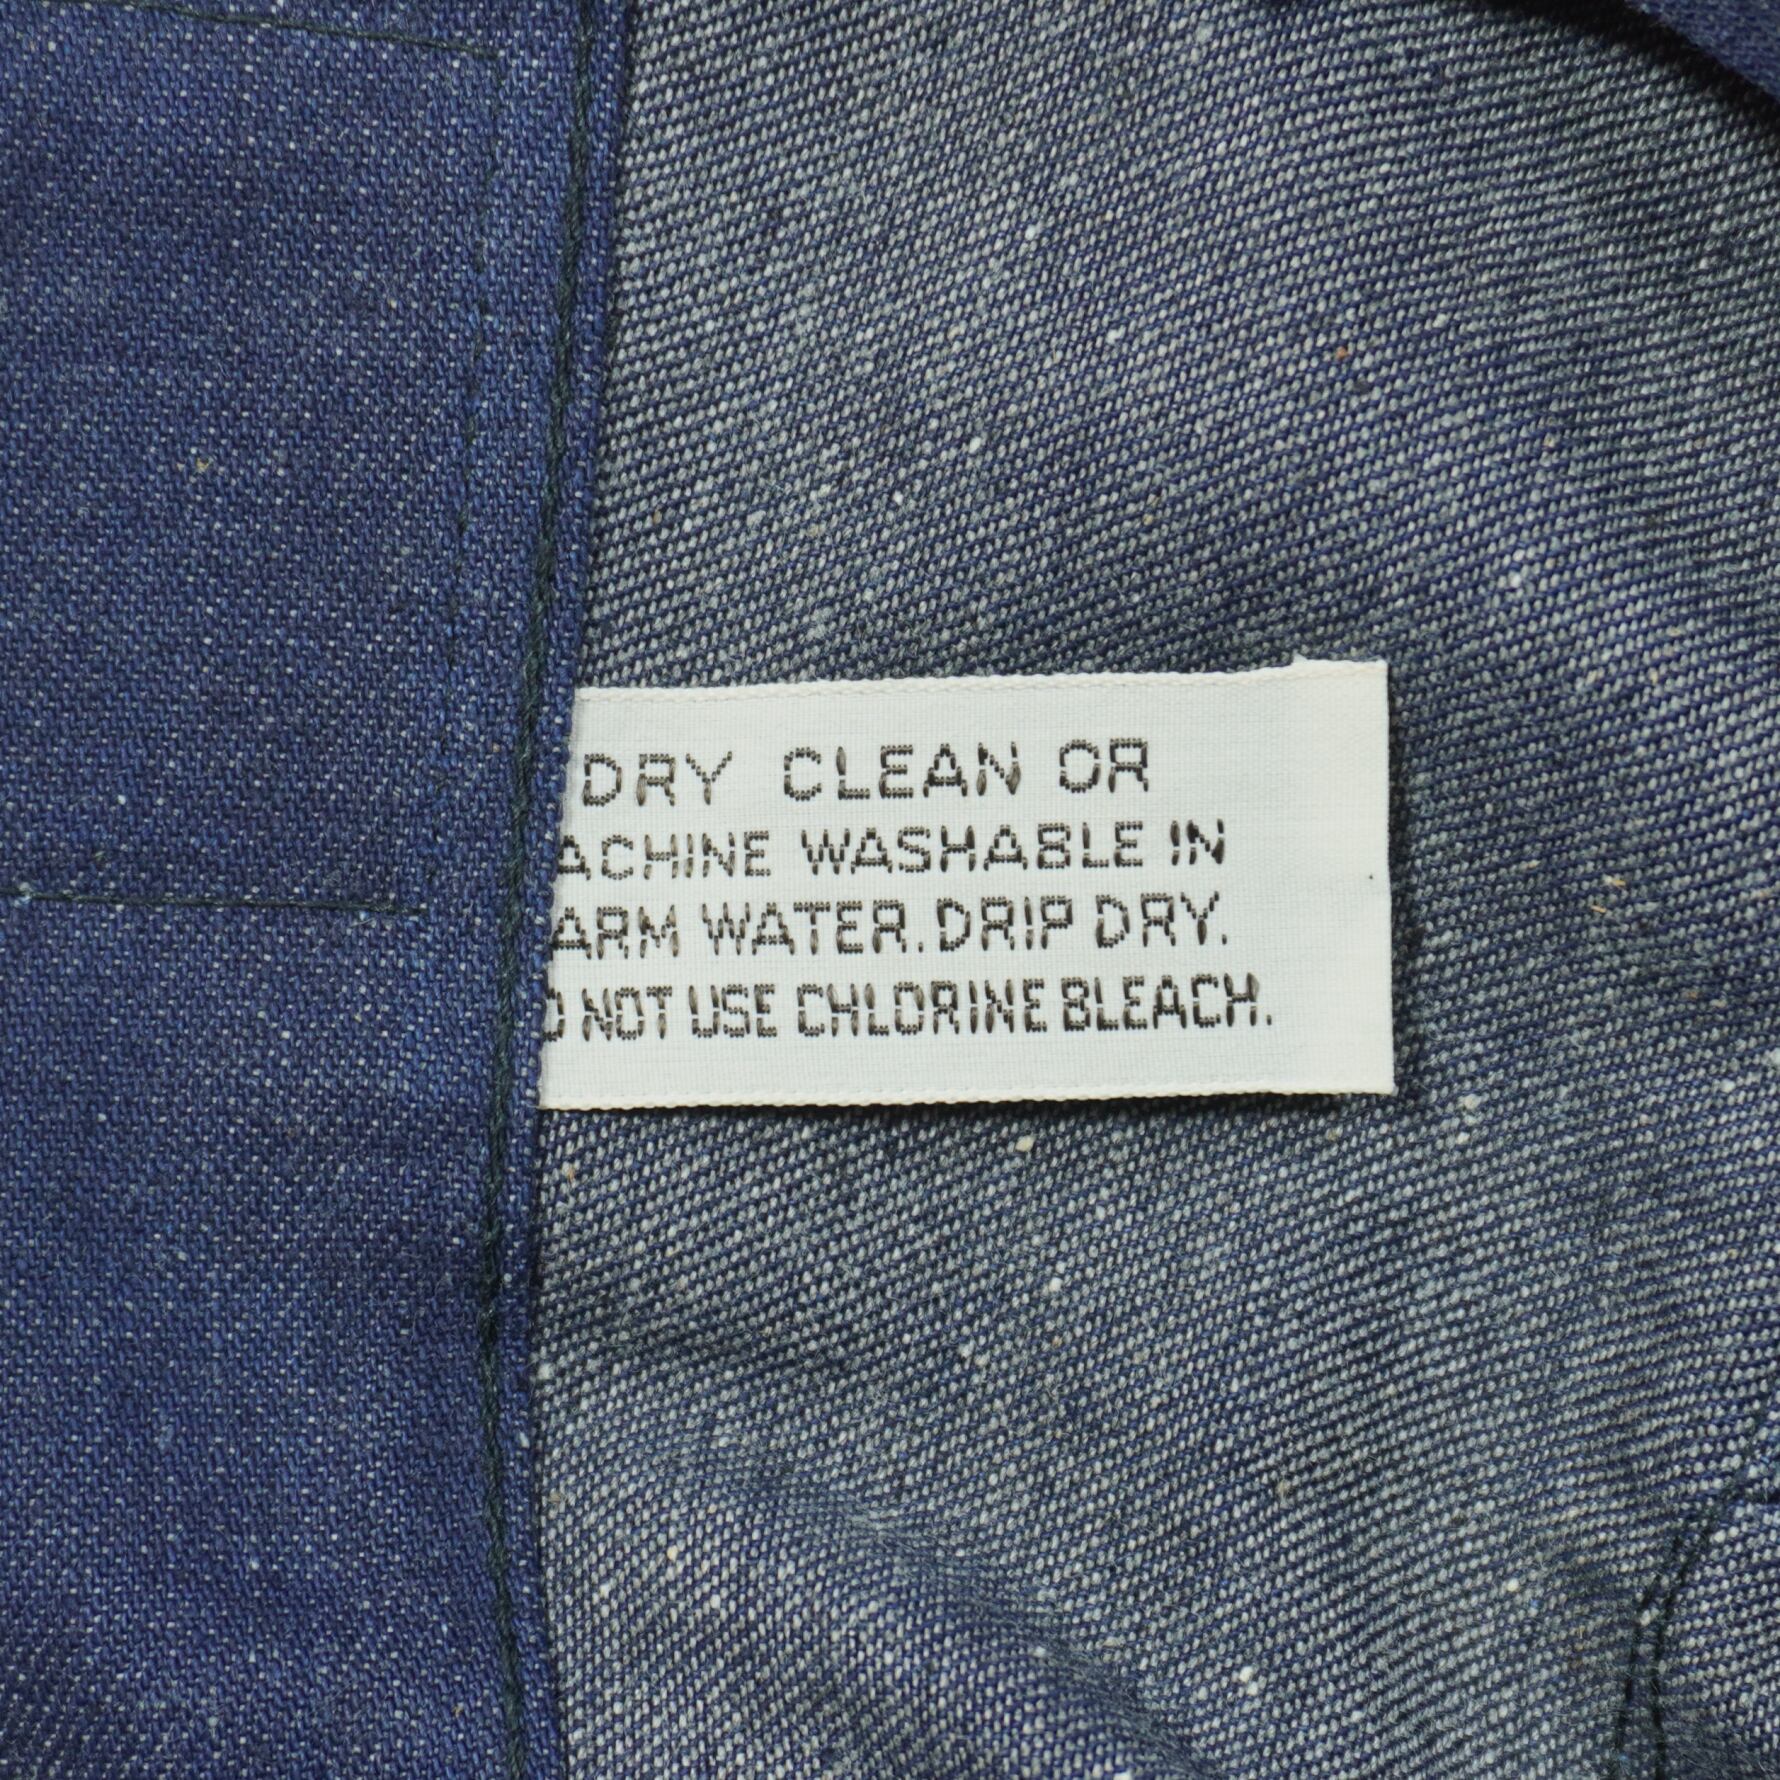 DRY CLEAN OR
ACHINE WASHABLE IN
ARM WATER. DRIP DRY.
O NOT USE CHLORINE BLEACH.